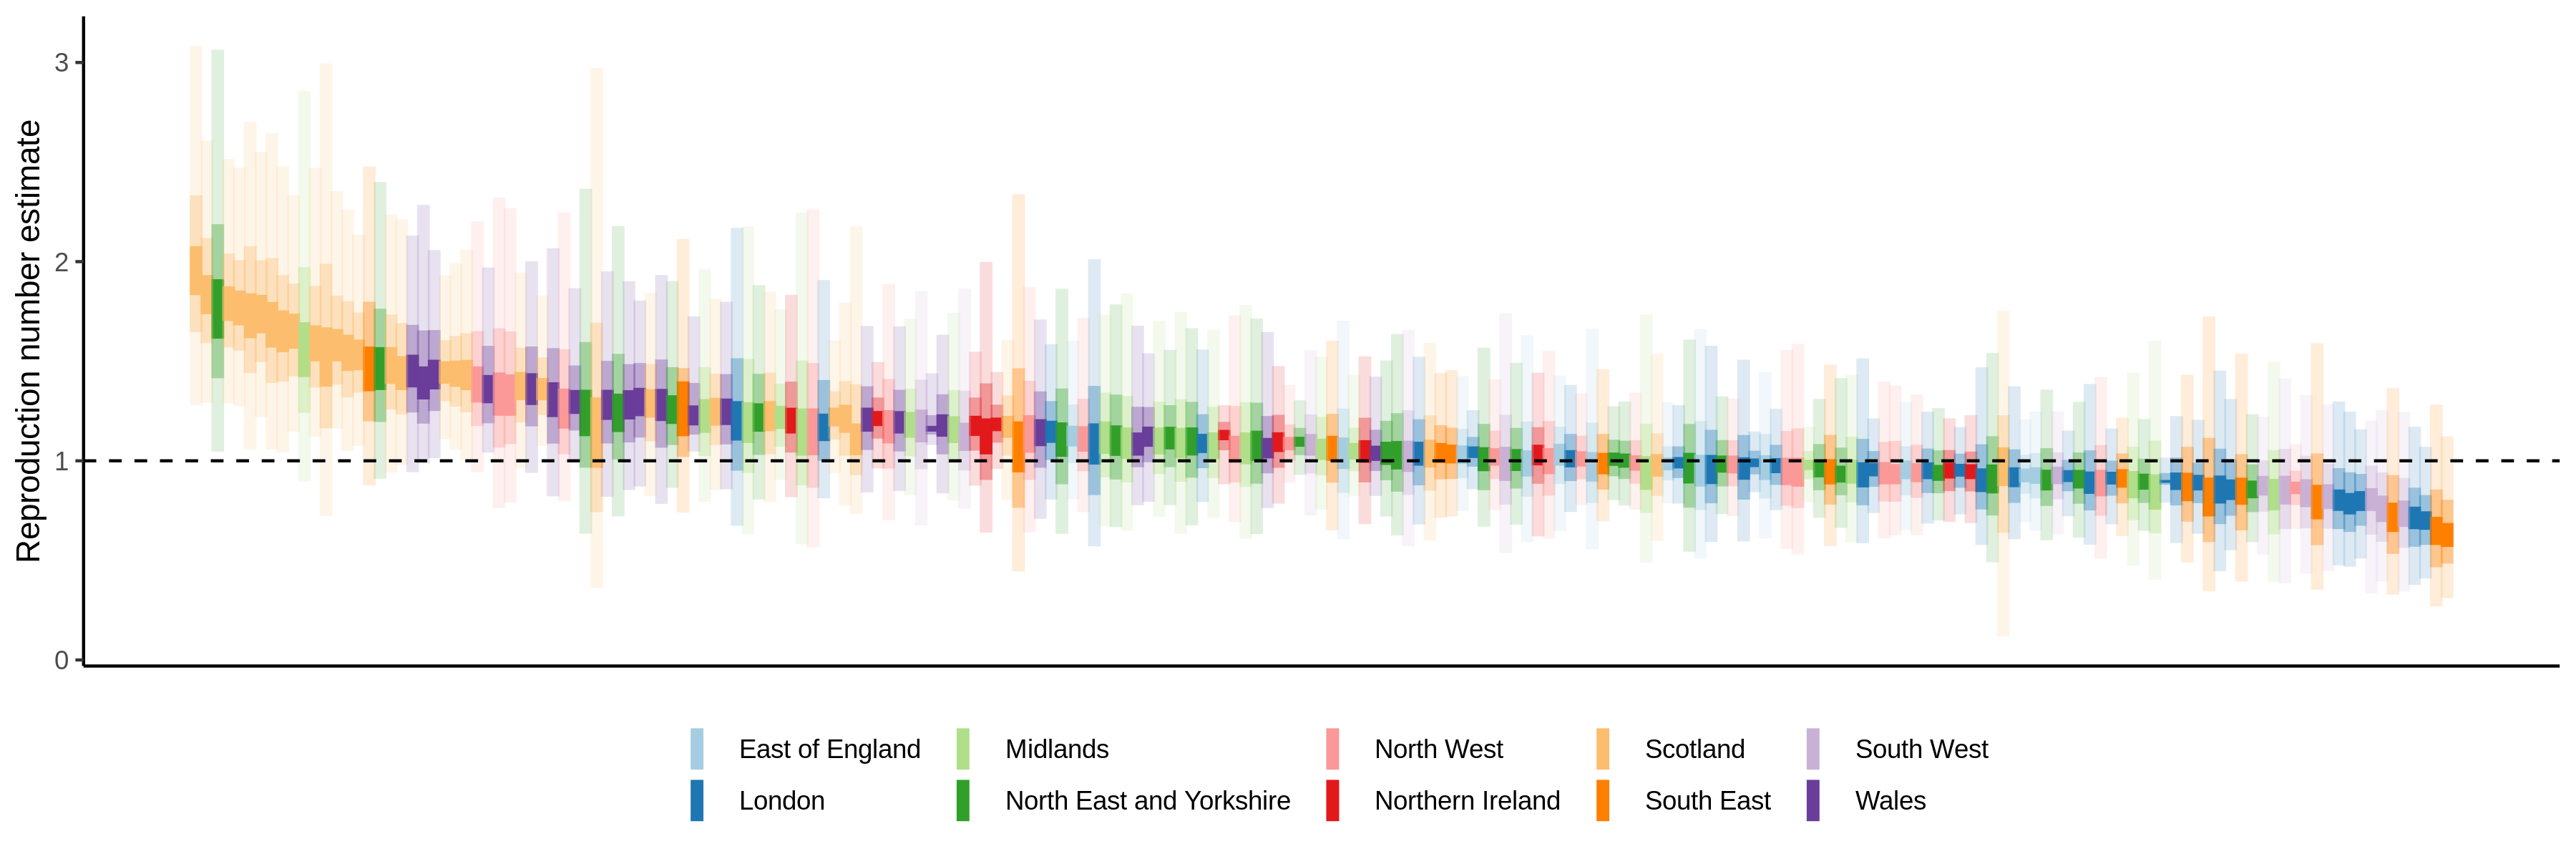 Reproduction number estimate
3
2
1
0
East of England
Midlands
North West
Scotland
South West
London
North East and Yorkshire
Northern Ireland
South East
Wales